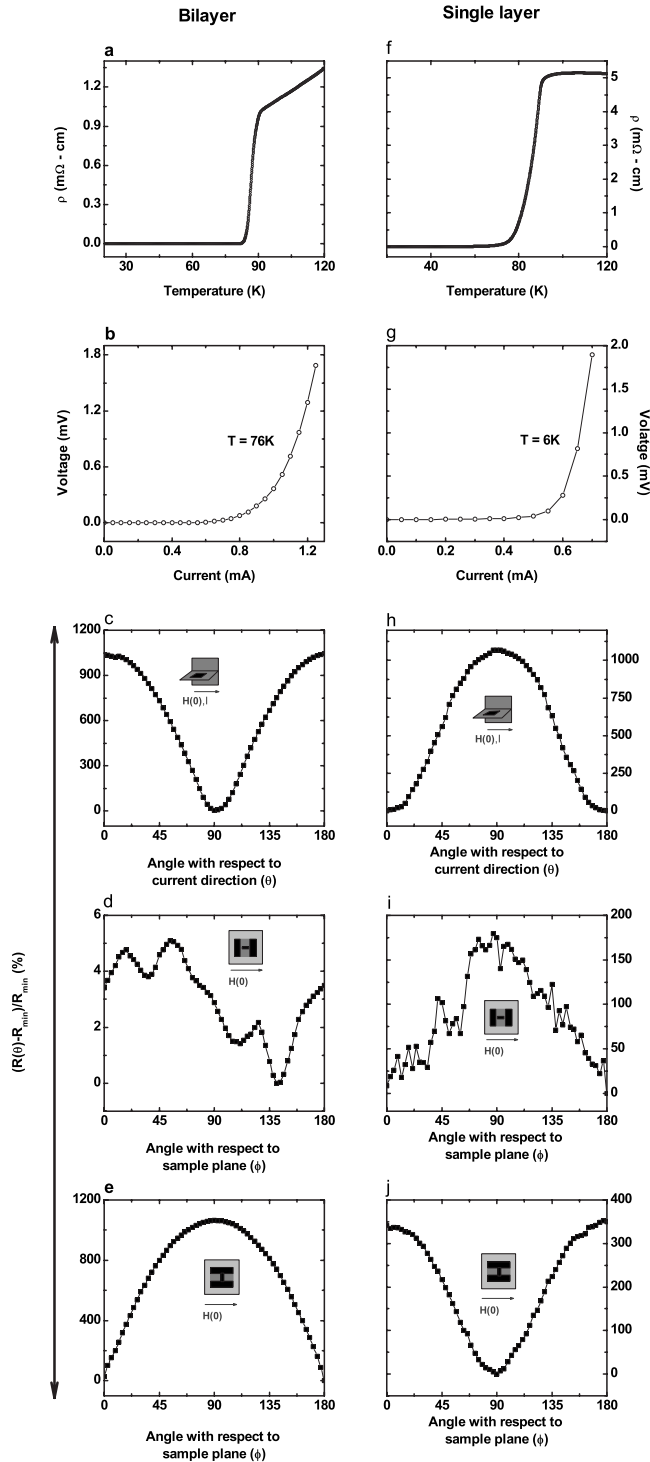 Bilayer
Single layer
a
1.2
0.9
0.6
0.3
0.0
ρ (mΩ - cm)
30 60 90 120
Temperature (K)
f
5
4
3
2
1
0
ρ (mΩ - cm)
40 80 120
Temperature (K)
b
1.8
1.2
0.6
0.0
Voltage (mV)
T = 76K
0.0 0.4 0.8 1.2
Current (mA)
g
2.0
1.5
1.0
0.5
0.0
Volatge (mV)
T = 6K
0.0 0.3 0.6
Current (mA)
(R(θ)-Rmin)/Rmin (%)
c
1200
900
600
300
0
H(0),I
0 45 90 135 180
Angle with respect to
current direction (θ)
h
1000
750
500
250
0
H(0),I
0 45 90 135 180
Angle with respect to
current direction (θ)
d
6
4
2
0
H(0)
0 45 90 135 180
Angle with respect to
sample plane (ϕ)
i
200
150
100
50
0
H(0)
0 45 90 135 180
Angle with respect to
sample plane (ϕ)
e
1200
800
400
0
H(0)
0 45 90 135 180
Angle with respect to
sample plane (ϕ)
j
400
300
200
100
0
H(0)
0 45 90 135 180
Angle with respect to
sample plane (ϕ)